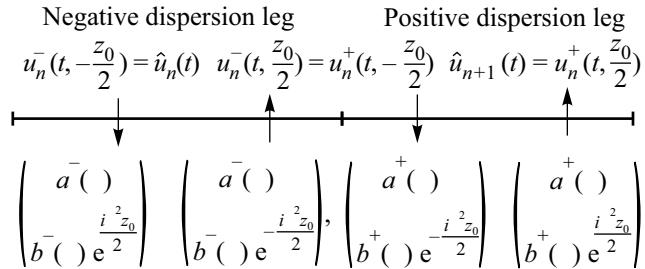 Negative dispersion leg Positive dispersion leg
u_n^-(t, -z_0/2) = û_n(t) u_n^-(t, z_0/2) = u_n^+(t, -z_0/2) û_{n+1}(t) = u_n^+(t, z_0/2)
( a^-( ) ) ( a^-( ) ) ( a^+( ) ) ( a^+( ) )
( b^-( ) e^{i ^2 z_0/2} ) ( b^-( ) e^{-i ^2 z_0/2} ) , ( b^+( ) e^{-i ^2 z_0/2} ) ( b^+( ) e^{i ^2 z_0/2} )